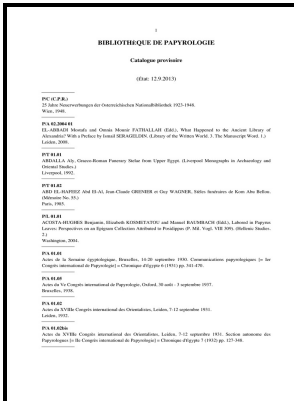 1
BIBLIOTHEQUE DE PAPYROLOGIE
Catalogue provisoire
(état: 12.9.2013)
P/C (C.P.R.)
25 Jahre Neuerwerbungen der österreichischen Nationalbibliothek 1923-1948.
Wien, 1948.
P/A 02.2004 01
EL-ABBADI Mostafa and Omnia Mounir FATHALLAH (Edd.), What Happened to the Ancient Library of
Alexandria? With a Preface by Ismail SERAGELDIN. (Library of the Written World. 3. The Manuscript Word, 1.)
Leiden, 2008.
P/T 01.01
ABDALLA Aly, Graeco-Roman Funerary Stelae from Upper Egypt. (Liverpool Monographs in Archaeology and
Oriental Studies.)
Liverpool, 1992.
P/T 01.02
ABD EL-HAFEEZ Abd El-Al, Jean-Claude GRENIER et Guy WAGNER, Stèles funéraires de Kom Abu Bellou.
(Mémoire No. 55.)
Paris, 1985.
P/L 01.01
ACOSTA-HUGHES Benjamin, Elizabeth KOSMETATOU and Manuel BAUMBACH (Edd.), Labored in Papyrus
Leaves: Perspectives on an Epigram Collection Attributed to Posidippus (P. Mil. Vogl. VIII 309). (Hellenic Studies.
2.)
Washington, 2004.
P/A 01.01
Actes de la Semaine égyptologique. Bruxelles, 14-20 septembre 1930. Communications papyrologiques [= Ier
Congrès international de Papyrologie] = Chronique d'Egypte 6 (1931) pp. 341-470.
P/A 01.05
Actes du Ve Congrès international de Papyrologie, Oxford, 30 août - 3 septembre 1937.
Bruxelles, 1938.
P/A 01.02
Actes du XVIIIe Congrès international des Orientalistes, Leiden, 7-12 septembre 1931.
Leiden, 1932.
P/A 01.02bis
Actes du XVIIIe Congrès international des Orientalistes, Leiden, 7-12 septembre 1931. Section autonome des
Papyrologues [= IIe Congrès international de Papyrologie] = Chronique d'Egypte 7 (1932) pp. 127-348.